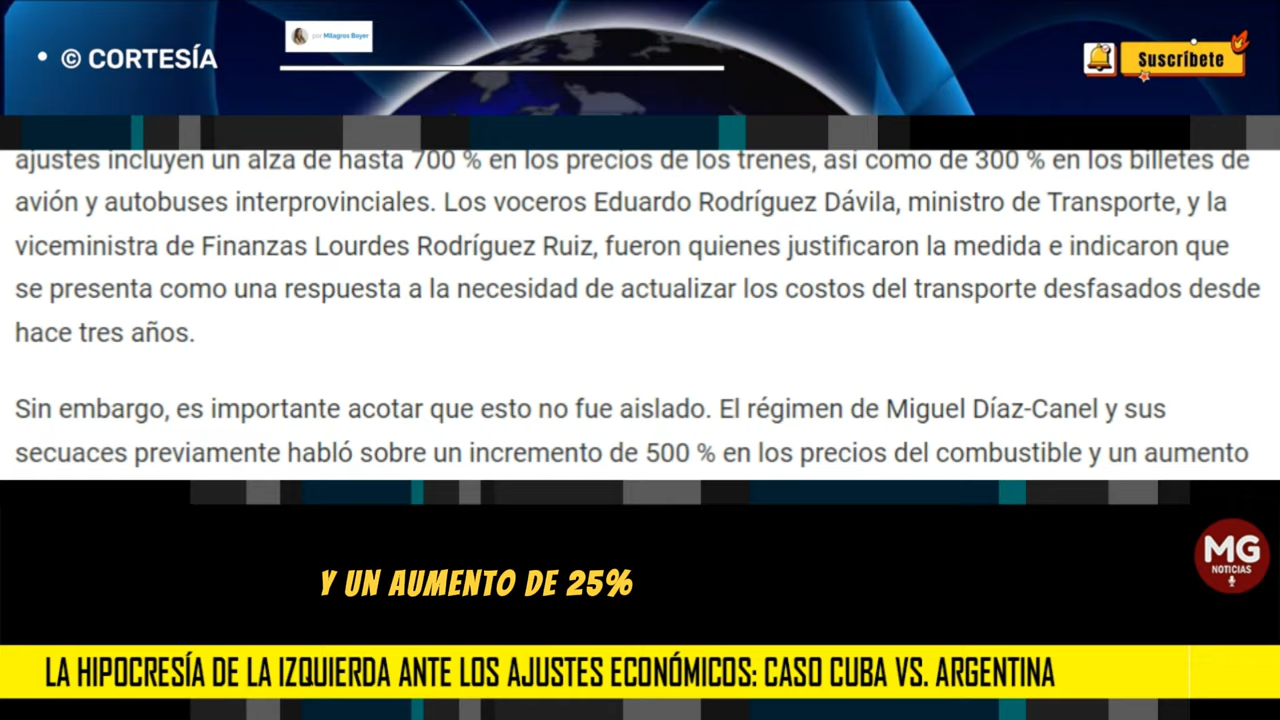 • © CORTESÍA
por Milagros Boyer
Suscríbete
ajustes incluyen un alza de hasta 700 % en los precios de los trenes, así como de 300 % en los billetes de
avión y autobuses interprovinciales. Los voceros Eduardo Rodríguez Dávila, ministro de Transporte, y la
viceministra de Finanzas Lourdes Rodríguez Ruiz, fueron quienes justificaron la medida e indicaron que
se presenta como una respuesta a la necesidad de actualizar los costos del transporte desfasados desde
hace tres años.
Sin embargo, es importante acotar que esto no fue aislado. El régimen de Miguel Díaz-Canel y sus
secuaces previamente habló sobre un incremento de 500 % en los precios del combustible y un aumento
MG
NOTICIAS
Y UN AUMENTO DE 25%
LA HIPOCRESÍA DE LA IZQUIERDA ANTE LOS AJUSTES ECONÓMICOS: CASO CUBA VS. ARGENTINA